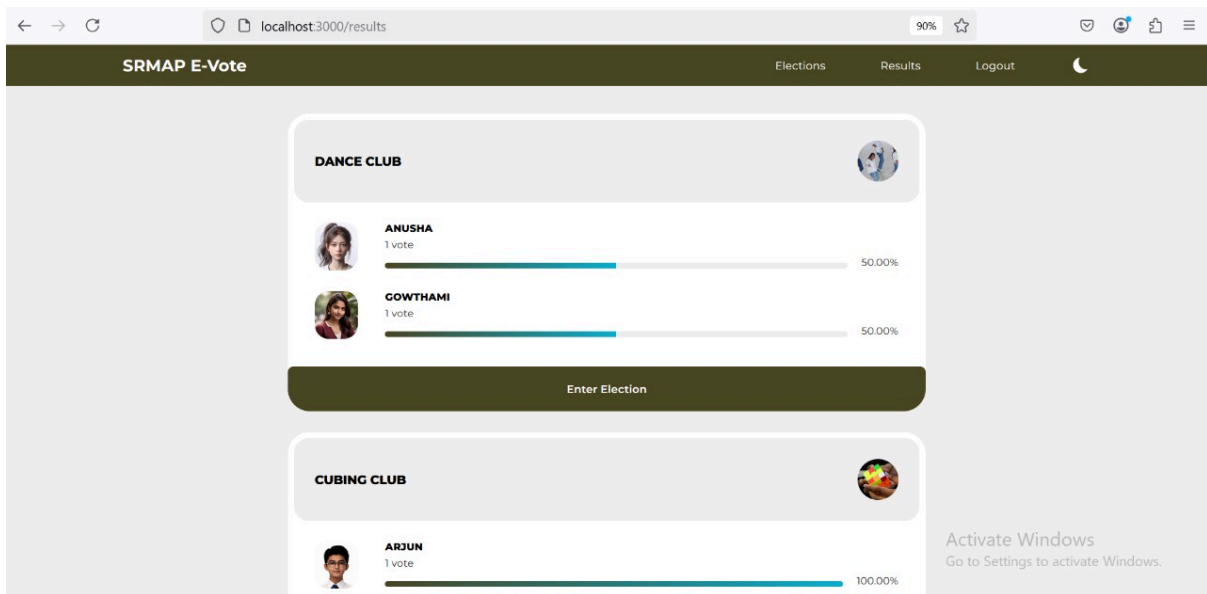 localhost:3000/results
90%
SRMAP E-Vote
Elections
Results
Logout
DANCE CLUB
ANUSHA
1 vote
50.00%
GOWTHAMI
1 vote
50.00%
Enter Election
CUBING CLUB
ARJUN
1 vote
100.00%
Activate Windows
Go to Settings to activate Windows.